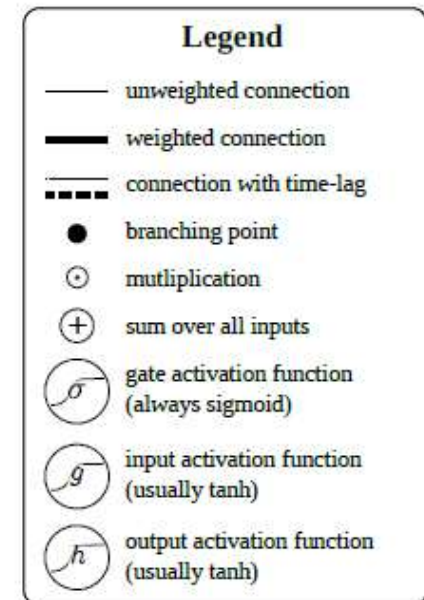 Legend
unweighted connection
weighted connection
connection with time-lag
branching point
mutliplication
+ sum over all inputs
σ gate activation function
(always sigmoid)
g input activation function
(usually tanh)
h output activation function
(usually tanh)